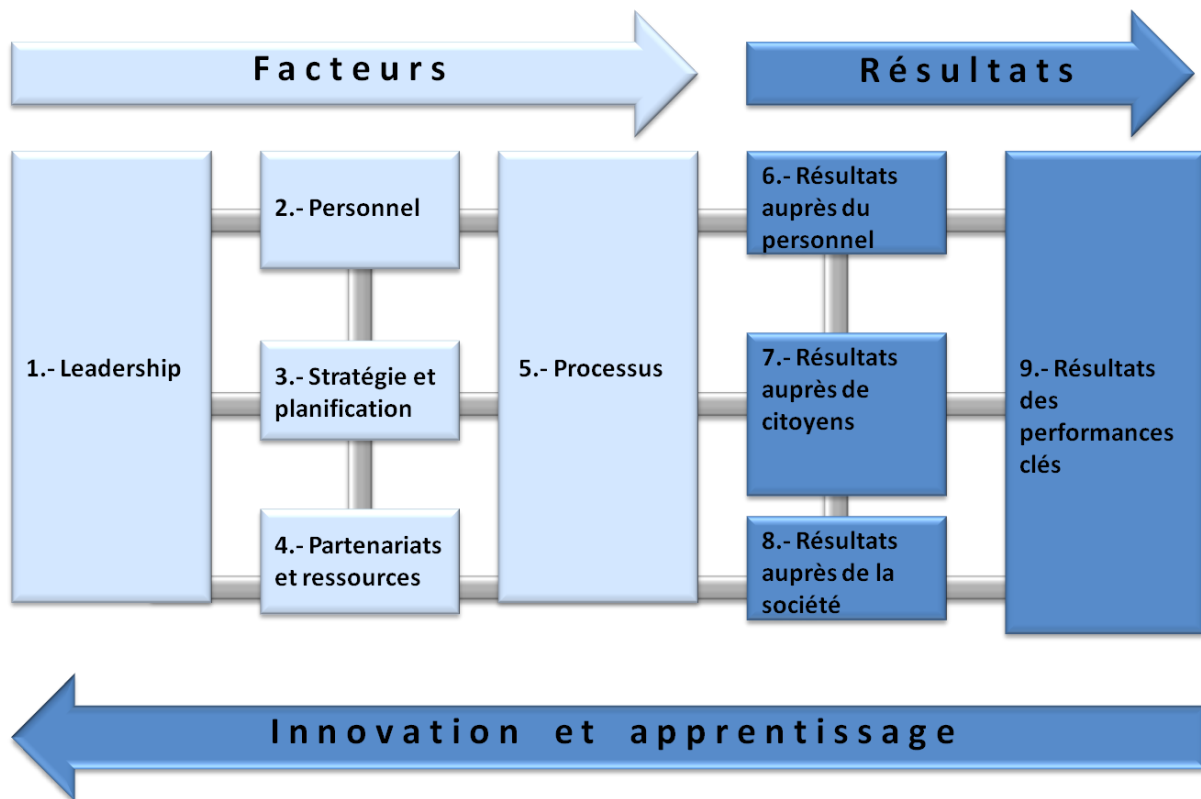 Facteurs
Résultats
1.- Leadership
2.- Personnel
3.- Stratégie et
planification
4.- Partenariats
et ressources
5.- Processus
6.- Résultats
auprès du
personnel
7.- Résultats
auprès de
citoyens
8.- Résultats
auprès de la
société
9.- Résultats
des
performances
clés
Innovation et apprentissage